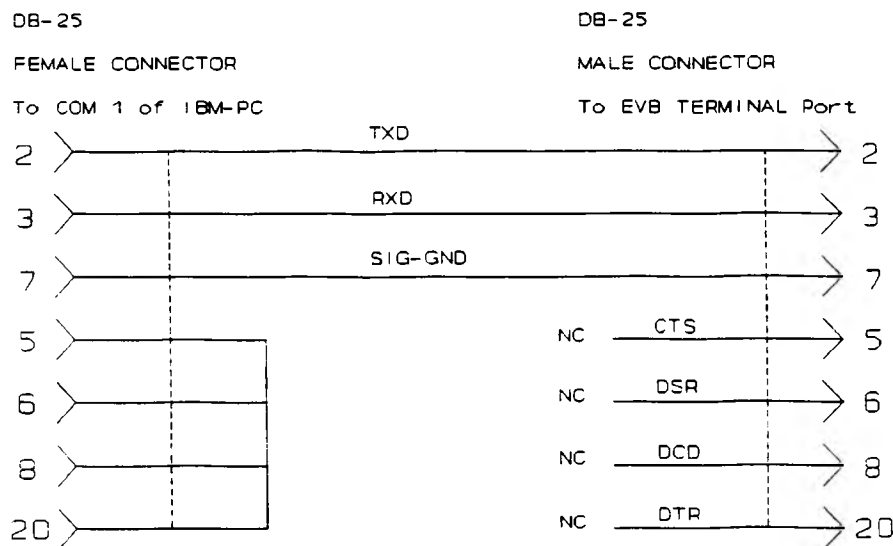 DB-25 DB-25
FEMALE CONNECTOR MALE CONNECTOR
To COM 1 of IBM-PC To EVB TERMINAL Port
2 TXD 2
3 RXD 3
7 SIG-GND 7
5 NC CTS 5
6 NC DSR 6
8 NC DCD 8
20 NC DTR 20